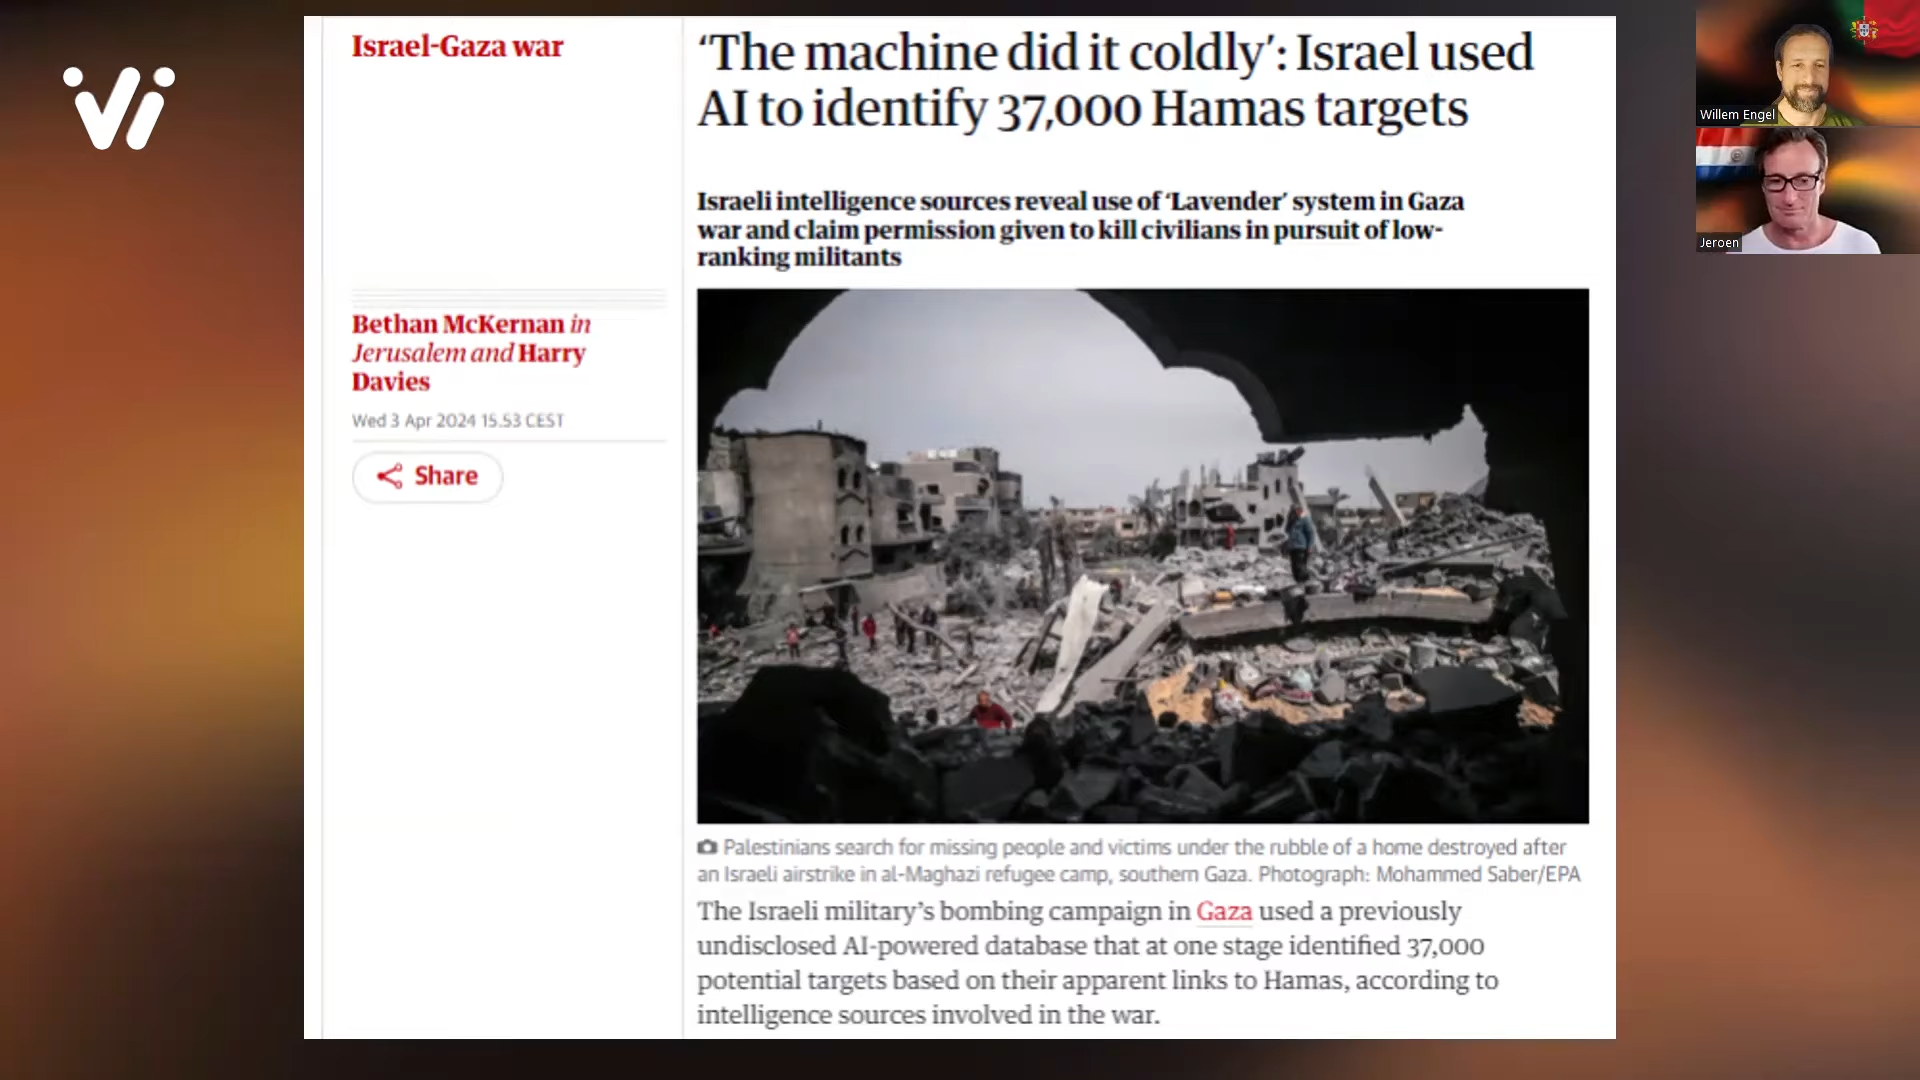 Israel-Gaza war
‘The machine did it coldly’: Israel used
AI to identify 37,000 Hamas targets
Israeli intelligence sources reveal use of ‘Lavender’ system in Gaza
war and claim permission given to kill civilians in pursuit of low-
ranking militants
Bethan McKernan in
Jerusalem and Harry
Davies
Wed 3 Apr 2024 15.53 CEST
Share
Palestinians search for missing people and victims under the rubble of a home destroyed after
an Israeli airstrike in al-Maghazi refugee camp, southern Gaza. Photograph: Mohammed Saber/EPA
The Israeli military’s bombing campaign in Gaza used a previously
undisclosed AI-powered database that at one stage identified 37,000
potential targets based on their apparent links to Hamas, according to
intelligence sources involved in the war.
Willem Engel
Jeroen